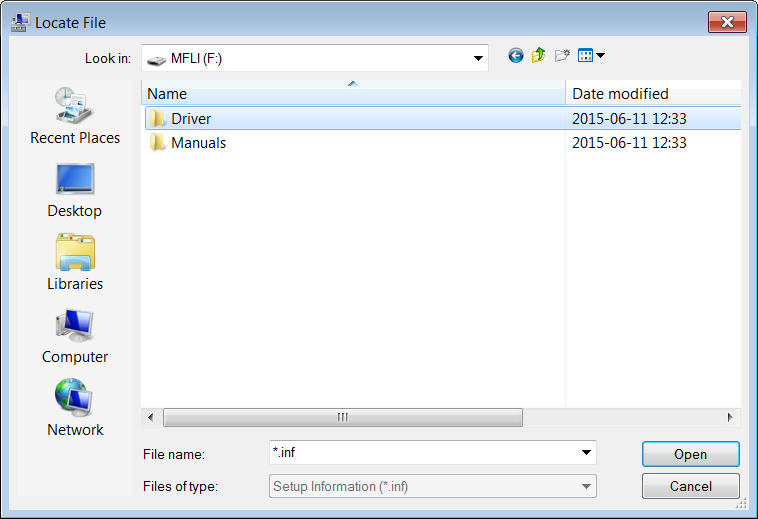 Locate File
Look in: MFLI (F:)
Name Date modified
Driver 2015-06-11 12:33
Manuals 2015-06-11 12:33
Recent Places
Desktop
Libraries
Computer
Network
File name: *.inf Open
Files of type: Setup Information (*.inf) Cancel